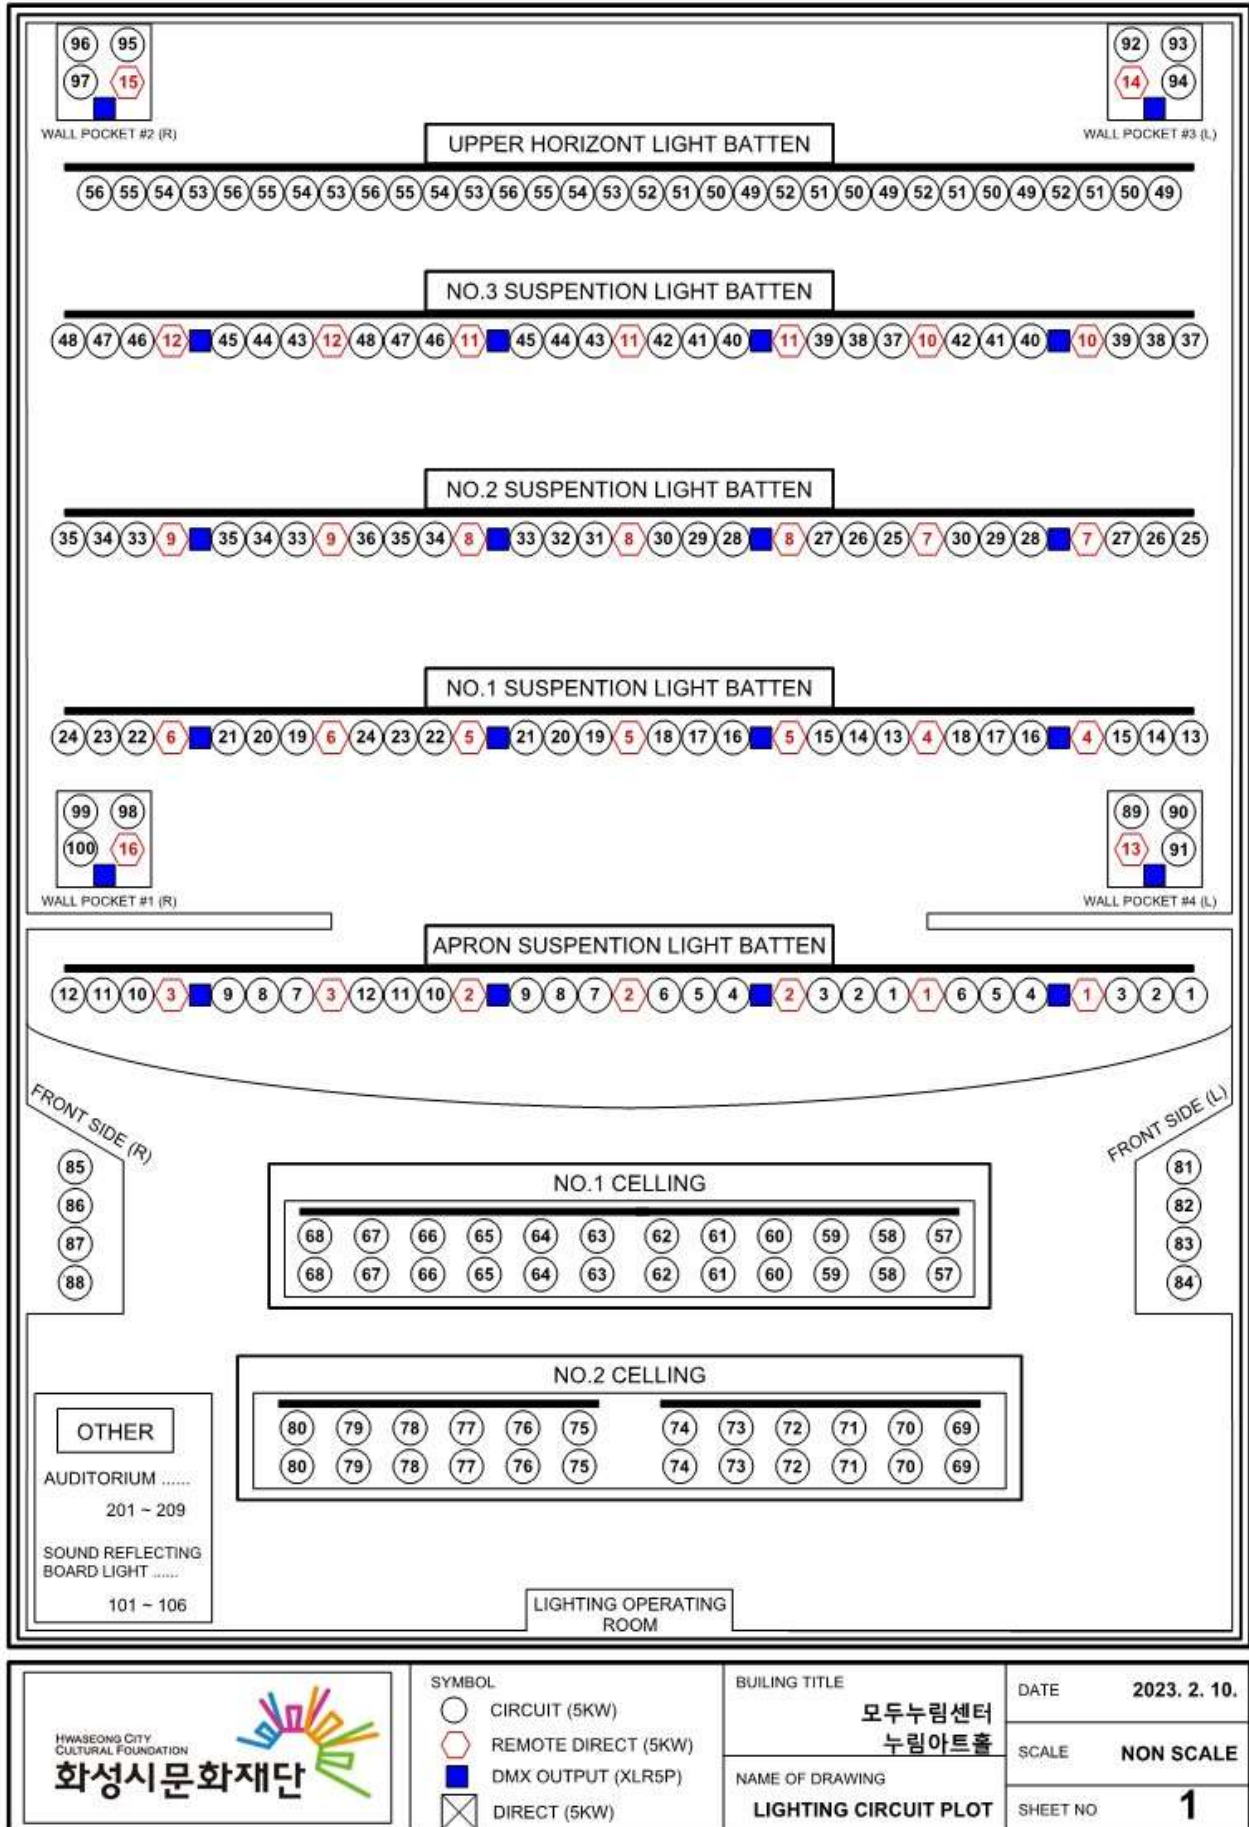 96 95
97 15
WALL POCKET #2 (R)
92 93
14 94
WALL POCKET #3 (L)
UPPER HORIZONT LIGHT BATTEN
56 55 54 53 56 55 54 53 56 55 54 53 56 55 54 53 52 51 50 49 52 51 50 49 52 51 50 49 52 51 50 49
NO.3 SUSPENTION LIGHT BATTEN
48 47 46 12 45 44 43 12 48 47 46 11 45 44 43 11 42 41 40 11 39 38 37 10 42 41 40 10 39 38 37
NO.2 SUSPENTION LIGHT BATTEN
35 34 33 9 35 34 33 9 36 35 34 8 33 32 31 8 30 29 28 8 27 26 25 7 30 29 28 7 27 26 25
NO.1 SUSPENTION LIGHT BATTEN
24 23 22 6 21 20 19 6 24 23 22 5 21 20 19 5 18 17 16 5 15 14 13 4 18 17 16 4 15 14 13
99 98
100 16
WALL POCKET #1 (R)
89 90
13 91
WALL POCKET #4 (L)
APRON SUSPENTION LIGHT BATTEN
12 11 10 3 9 8 7 3 12 11 10 2 9 8 7 2 6 5 4 2 3 2 1 1 6 5 4 1 3 2 1
FRONT SIDE (R)
85
86
87
88
FRONT SIDE (L)
81
82
83
84
NO.1 CELLING
68 67 66 65 64 63 62 61 60 59 58 57
68 67 66 65 64 63 62 61 60 59 58 57
NO.2 CELLING
80 79 78 77 76 75 74 73 72 71 70 69
80 79 78 77 76 75 74 73 72 71 70 69
OTHER
AUDITORIUM ......
201 ~ 209
SOUND REFLECTING
BOARD LIGHT ......
101 ~ 106
LIGHTING OPERATING
ROOM
HWASEONG CITY
CULTURAL FOUNDATION
화성시문화재단
SYMBOL
CIRCUIT (5KW)
REMOTE DIRECT (5KW)
DMX OUTPUT (XLR5P)
DIRECT (5KW)
BUILING TITLE
모두누림센터
누림아트홀
NAME OF DRAWING
LIGHTING CIRCUIT PLOT
DATE 2023. 2. 10.
SCALE NON SCALE
SHEET NO 1